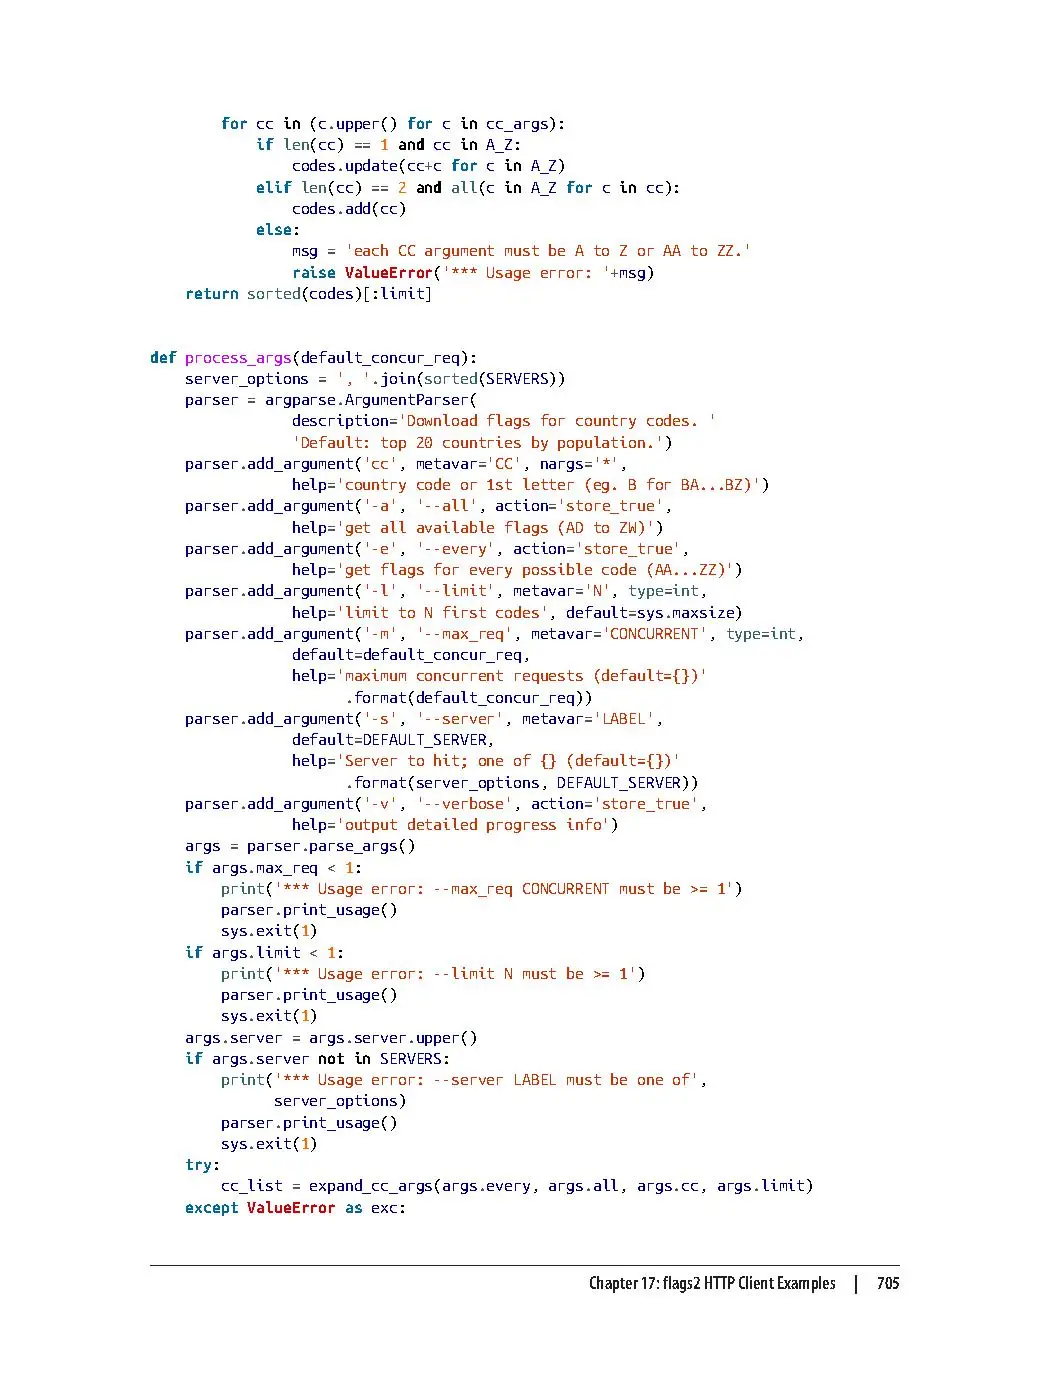 for cc in (c.upper() for c in cc_args):
            if len(cc) == 1 and cc in A_Z:
                codes.update(cc+c for c in A_Z)
            elif len(cc) == 2 and all(c in A_Z for c in cc):
                codes.add(cc)
            else:
                msg = 'each CC argument must be A to Z or AA to ZZ.'
                raise ValueError('*** Usage error: '+msg)
    return sorted(codes)[:limit]

def process_args(default_concur_req):
    server_options = ', '.join(sorted(SERVERS))
    parser = argparse.ArgumentParser(
                description='Download flags for country codes. '
                'Default: top 20 countries by population.')
    parser.add_argument('cc', metavar='CC', nargs='*',
                help='country code or 1st letter (eg. B for BA...BZ)')
    parser.add_argument('-a', '--all', action='store_true',
                help='get all available flags (AD to ZW)')
    parser.add_argument('-e', '--every', action='store_true',
                help='get flags for every possible code (AA...ZZ)')
    parser.add_argument('-l', '--limit', metavar='N', type=int,
                help='limit to N first codes', default=sys.maxsize)
    parser.add_argument('-m', '--max_req', metavar='CONCURRENT', type=int,
                default=default_concur_req,
                help='maximum concurrent requests (default={})'
                      .format(default_concur_req))
    parser.add_argument('-s', '--server', metavar='LABEL',
                default=DEFAULT_SERVER,
                help='Server to hit; one of {} (default={})'
                      .format(server_options, DEFAULT_SERVER))
    parser.add_argument('-v', '--verbose', action='store_true',
                help='output detailed progress info')
    args = parser.parse_args()
    if args.max_req < 1:
        print('*** Usage error: --max_req CONCURRENT must be >= 1')
        parser.print_usage()
        sys.exit(1)
    if args.limit < 1:
        print('*** Usage error: --limit N must be >= 1')
        parser.print_usage()
        sys.exit(1)
    args.server = args.server.upper()
    if args.server not in SERVERS:
        print('*** Usage error: --server LABEL must be one of',
              server_options)
        parser.print_usage()
        sys.exit(1)
    try:
        cc_list = expand_cc_args(args.every, args.all, args.cc, args.limit)
    except ValueError as exc:
Chapter 17: flags2 HTTP Client Examples | 705